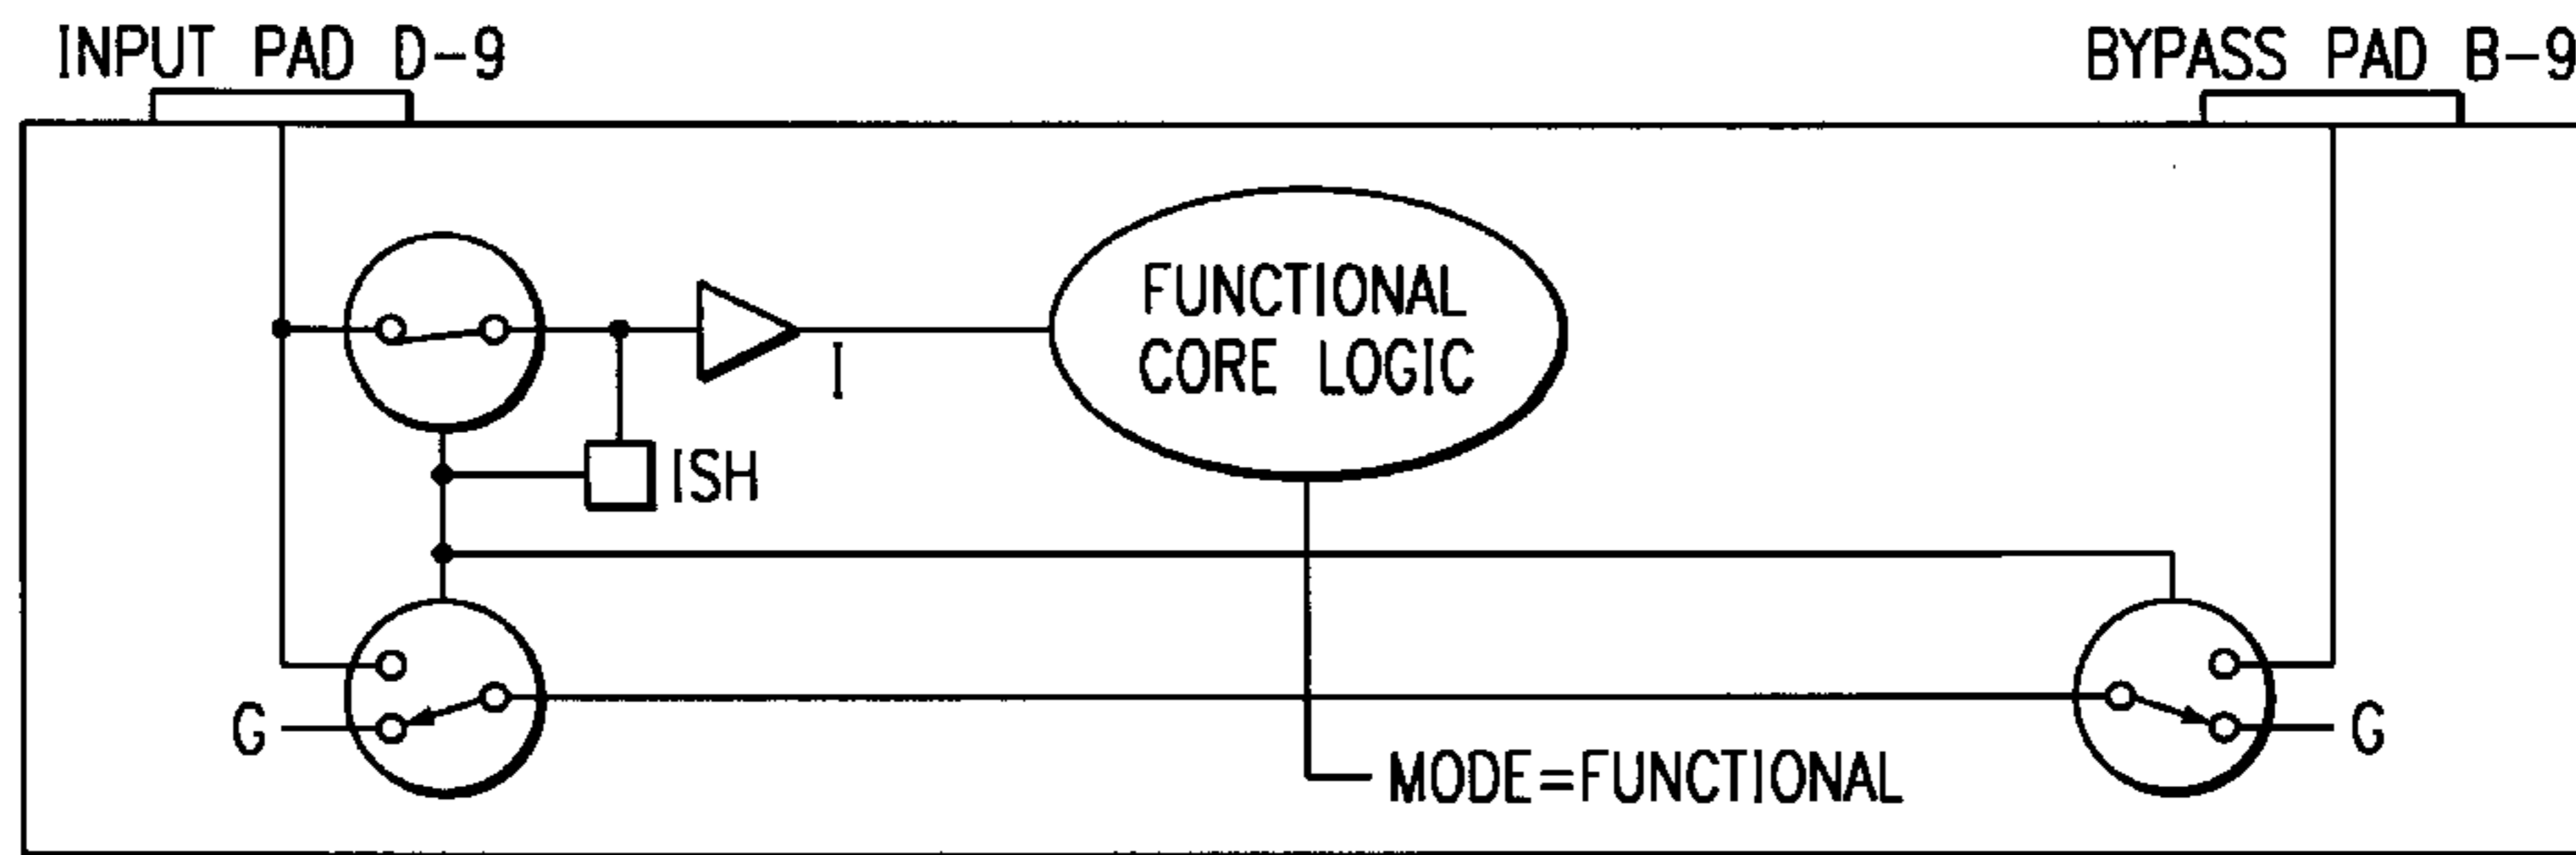 INPUT PAD D-9
BYPASS PAD B-9
FUNCTIONAL
CORE LOGIC
I
ISH
G
G
MODE=FUNCTIONAL